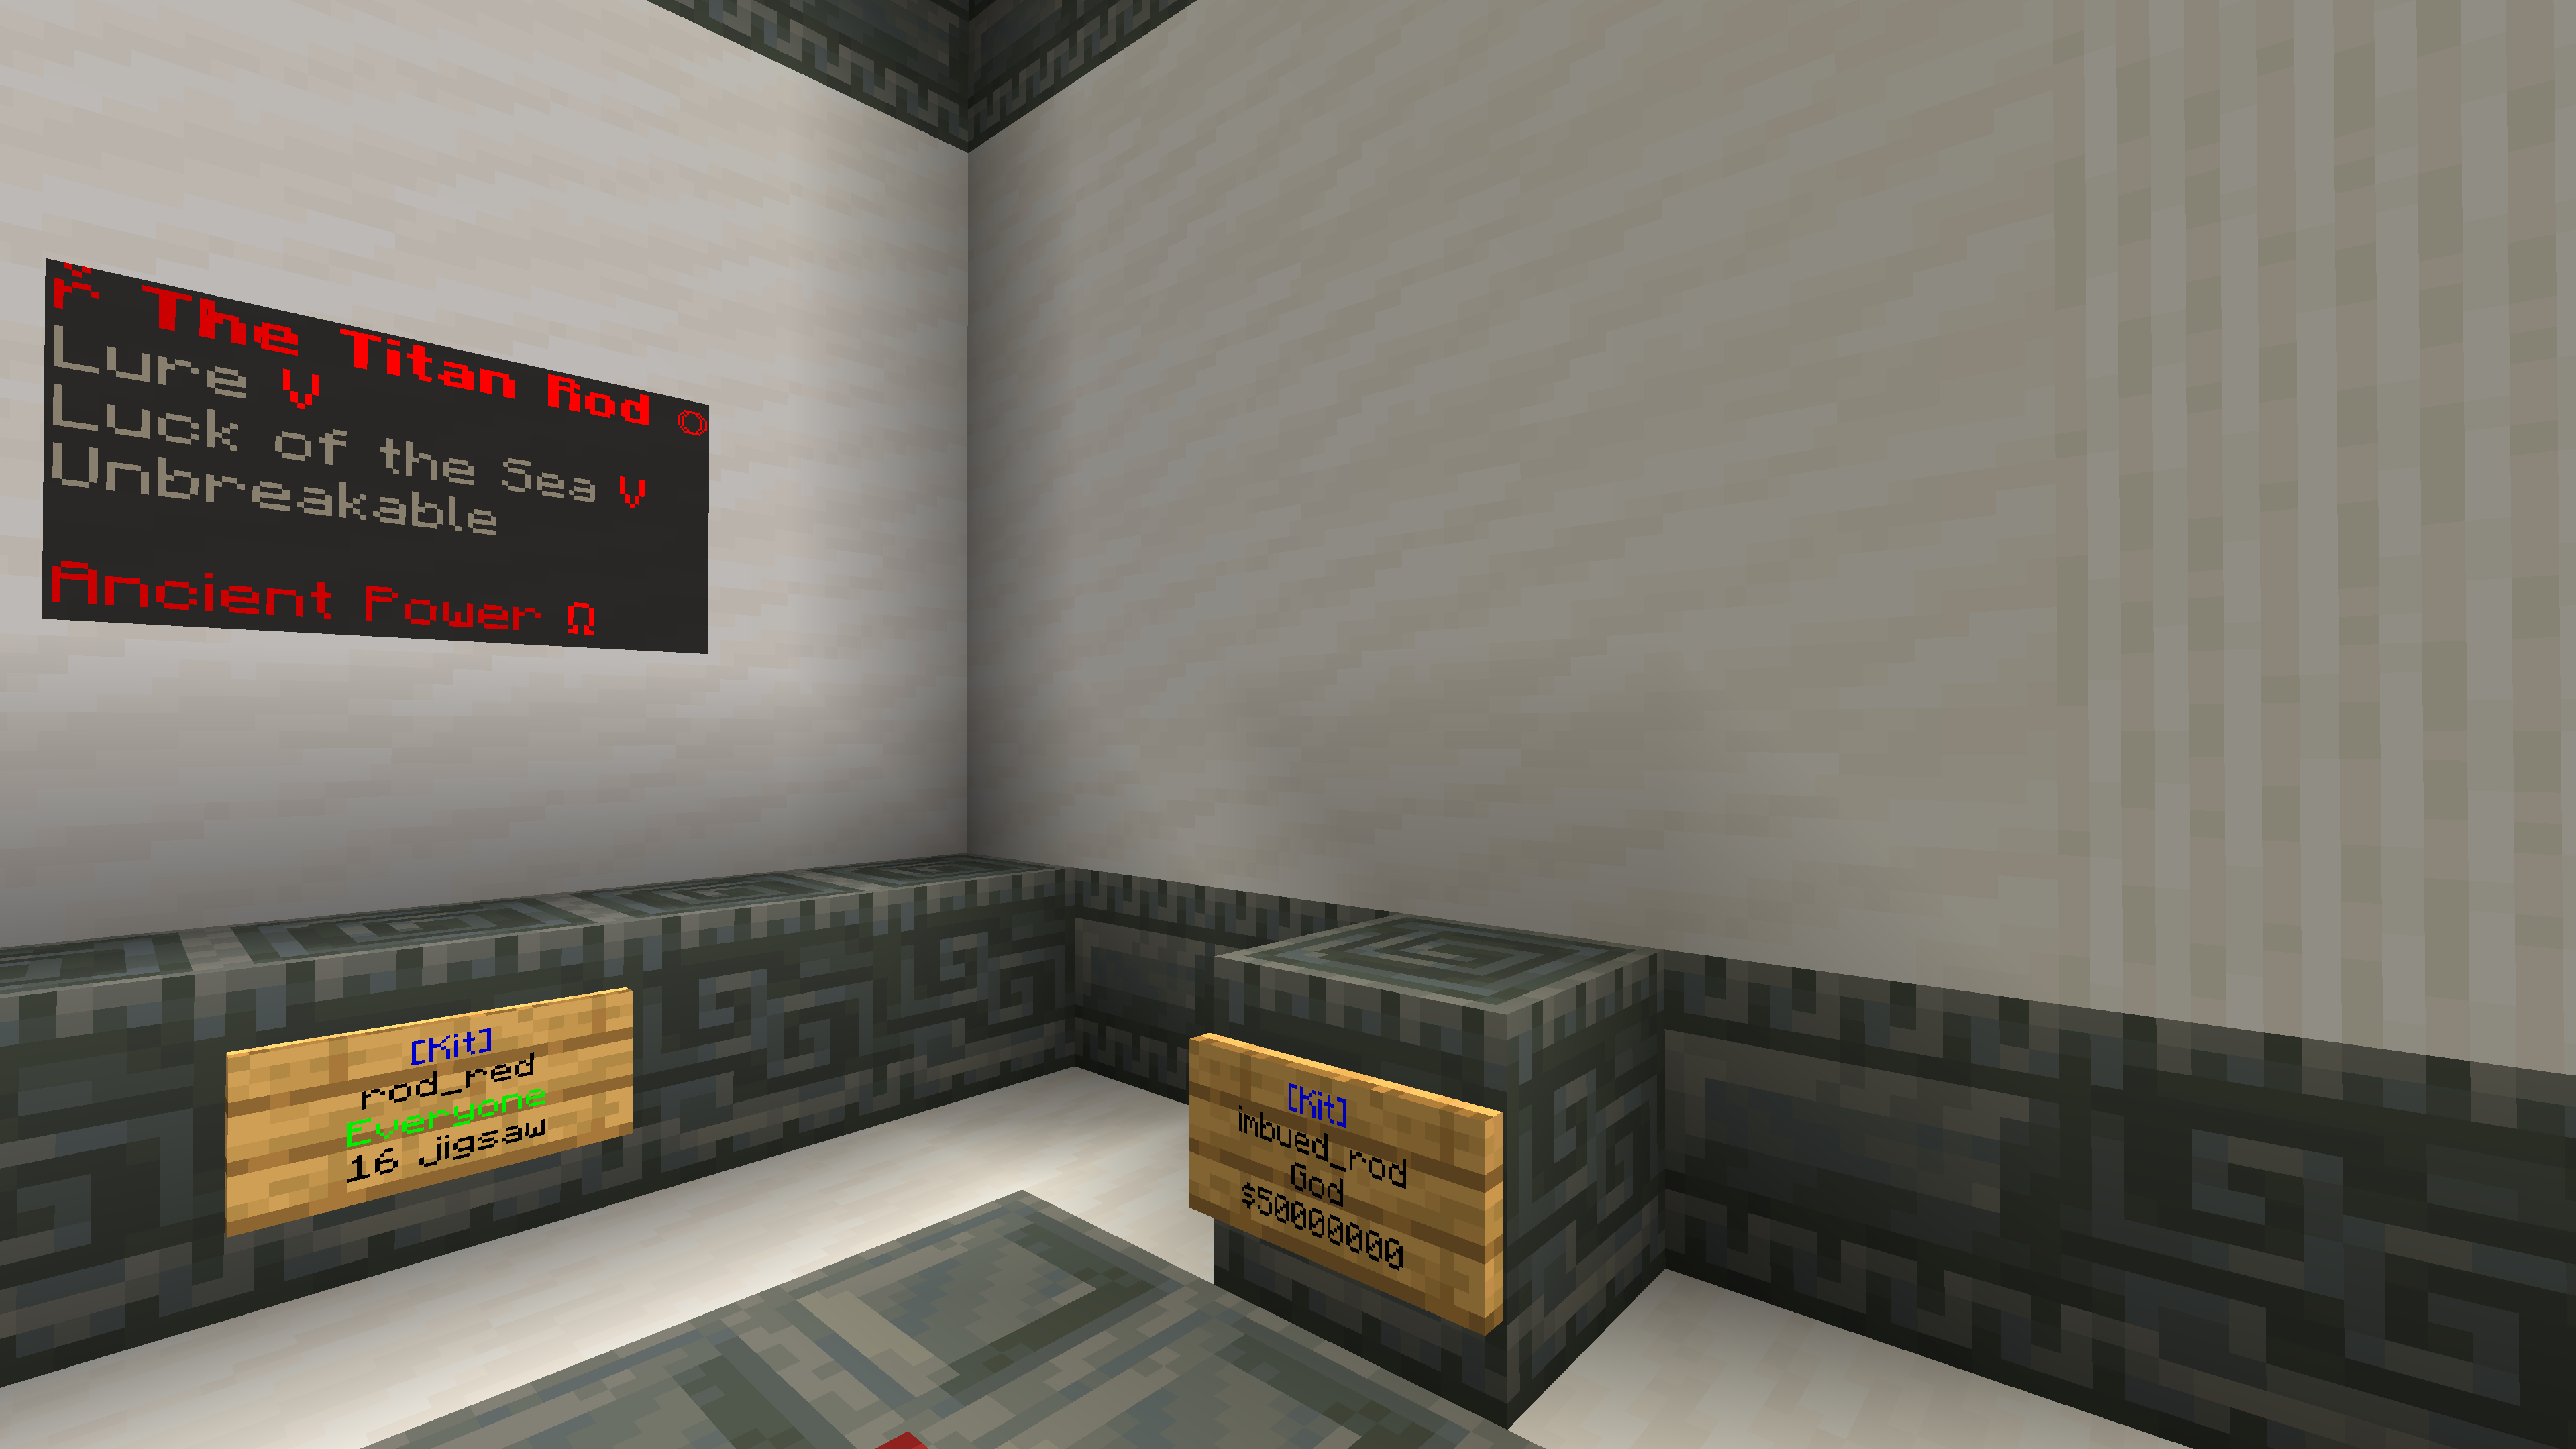 ř The Titan Rod ○
Lure V
Luck of the Sea V
Unbreakable
Ancient Power Ω
[Kit]
rod_red
Everyone
16 Jigsaw
[Kit]
imbued_rod
God
$50000000